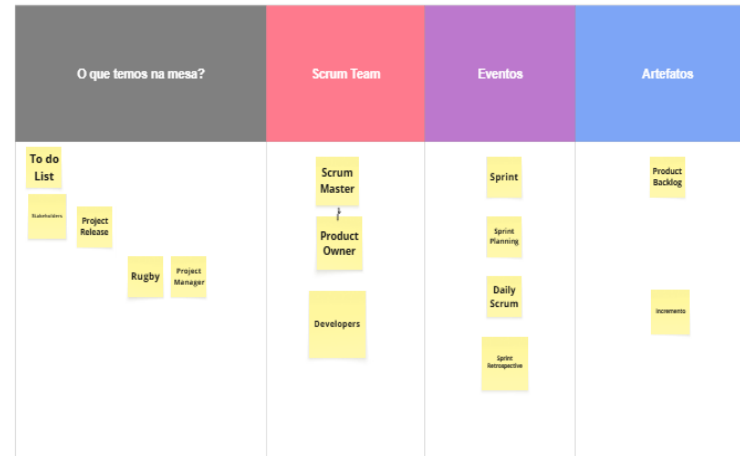 O que temos na mesa?
Scrum Team
Eventos
Artefatos
To do
List
Stakeholders
Project
Release
Rugby
Project
Manager
Scrum
Master
Product
Owner
Developers
Sprint
Sprint
Planning
Daily
Scrum
Sprint
Retrospective
Product
Backlog
Incremento